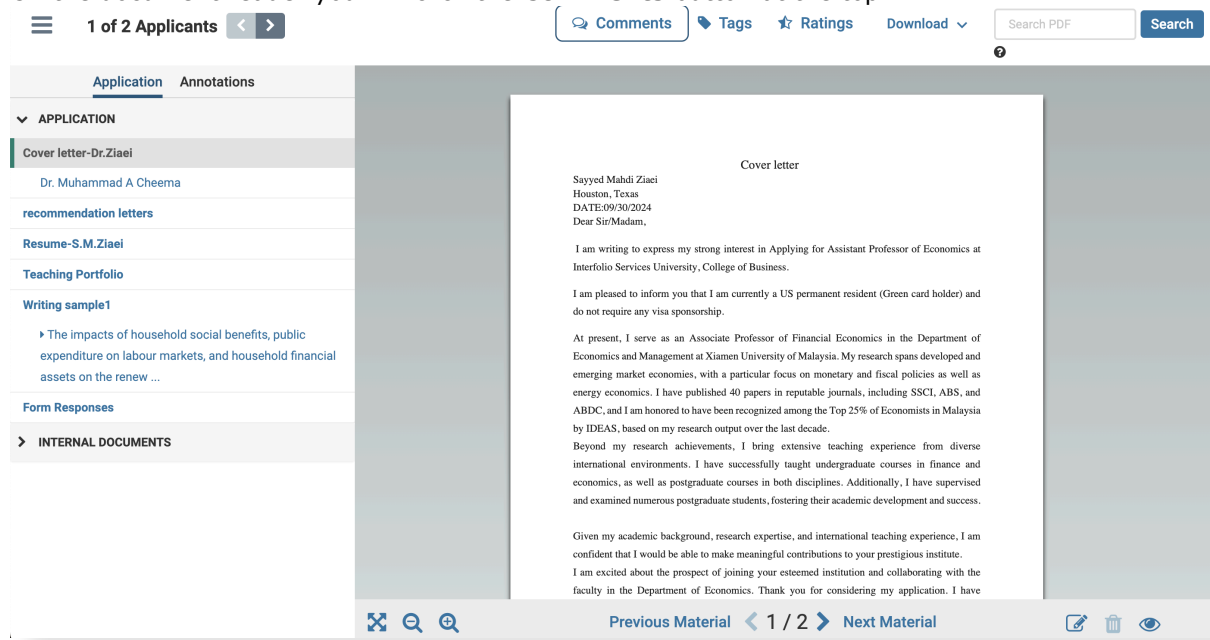 1 of 2 Applicants
Comments
Tags
Ratings
Download
Search PDF
Search
Application Annotations
APPLICATION
Cover letter-Dr.Ziaei
Dr. Muhammad A Cheema
recommendation letters
Resume-S.M.Ziaei
Teaching Portfolio
Writing sample1
The impacts of household social benefits, public
expenditure on labour markets, and household financial
assets on the renew ...
Form Responses
INTERNAL DOCUMENTS
Cover letter
Sayyed Mahdi Ziaei
Houston, Texas
DATE:09/30/2024
Dear Sir/Madam,
I am writing to express my strong interest in Applying for Assistant Professor of Economics at
Interfolio Services University, College of Business.
I am pleased to inform you that I am currently a US permanent resident (Green card holder) and
do not require any visa sponsorship.
At present, I serve as an Associate Professor of Financial Economics in the Department of
Economics and Management at Xiamen University of Malaysia. My research spans developed and
emerging market economies, with a particular focus on monetary and fiscal policies as well as
energy economics. I have published 40 papers in reputable journals, including SSCI, ABS, and
ABDC, and I am honored to have been recognized among the Top 25% of Economists in Malaysia
by IDEAS, based on my research output over the last decade.
Beyond my research achievements, I bring extensive teaching experience from diverse
international environments. I have successfully taught undergraduate courses in finance and
economics, as well as postgraduate courses in both disciplines. Additionally, I have supervised
and examined numerous postgraduate students, fostering their academic development and success.
Given my academic background, research expertise, and international teaching experience, I am
confident that I would be able to make meaningful contributions to your prestigious institute.
I am excited about the prospect of joining your esteemed institution and collaborating with the
faculty in the Department of Economics. Thank you for considering my application. I have
Previous Material 1 / 2 Next Material